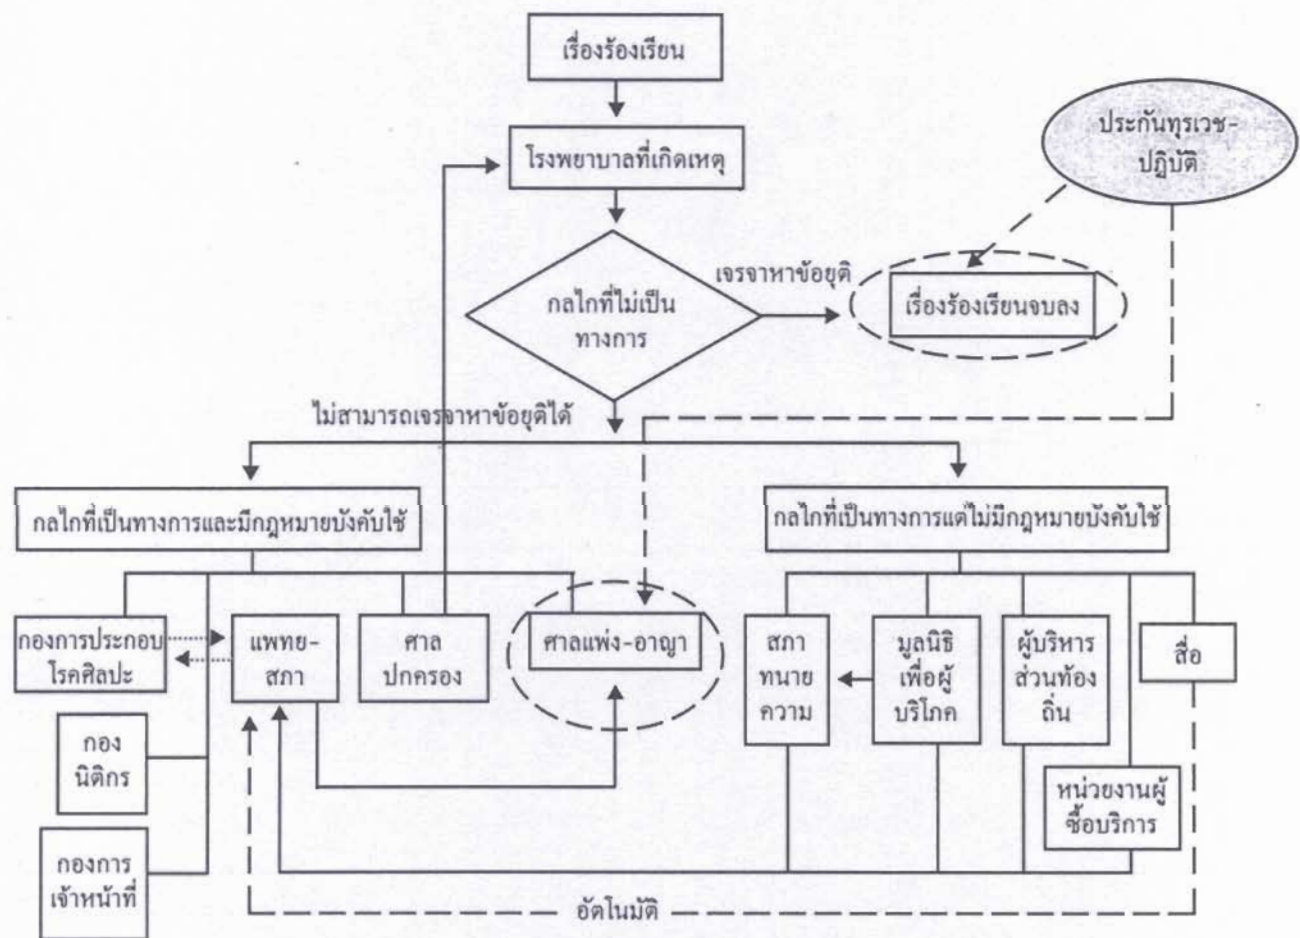 เรื่องร้องเรียน
โรงพยาบาลที่เกิดเหตุ
ประกันทุรเวช-
ปฏิบัติ
กลไกที่ไม่เป็น
ทางการ
เจรจาหาข้อยุติ
เรื่องร้องเรียนจบลง
ไม่สามารถเจรจาหาข้อยุติได้
กลไกที่เป็นทางการและมีกฎหมายบังคับใช้
กลไกที่เป็นทางการแต่ไม่มีกฎหมายบังคับใช้
กองการประกอบ
โรคศิลปะ
แพทย-
สภา
ศาล
ปกครอง
ศาลแพ่ง-อาญา
สภา
ทนาย
ความ
มูลนิธิ
เพื่อผู้
บริโภค
ผู้บริหาร
ส่วนท้อง
ถิ่น
สื่อ
กอง
นิติกร
หน่วยงานผู้
ซื้อบริการ
กองการ
เจ้าหน้าที่
อัตโนมัติ